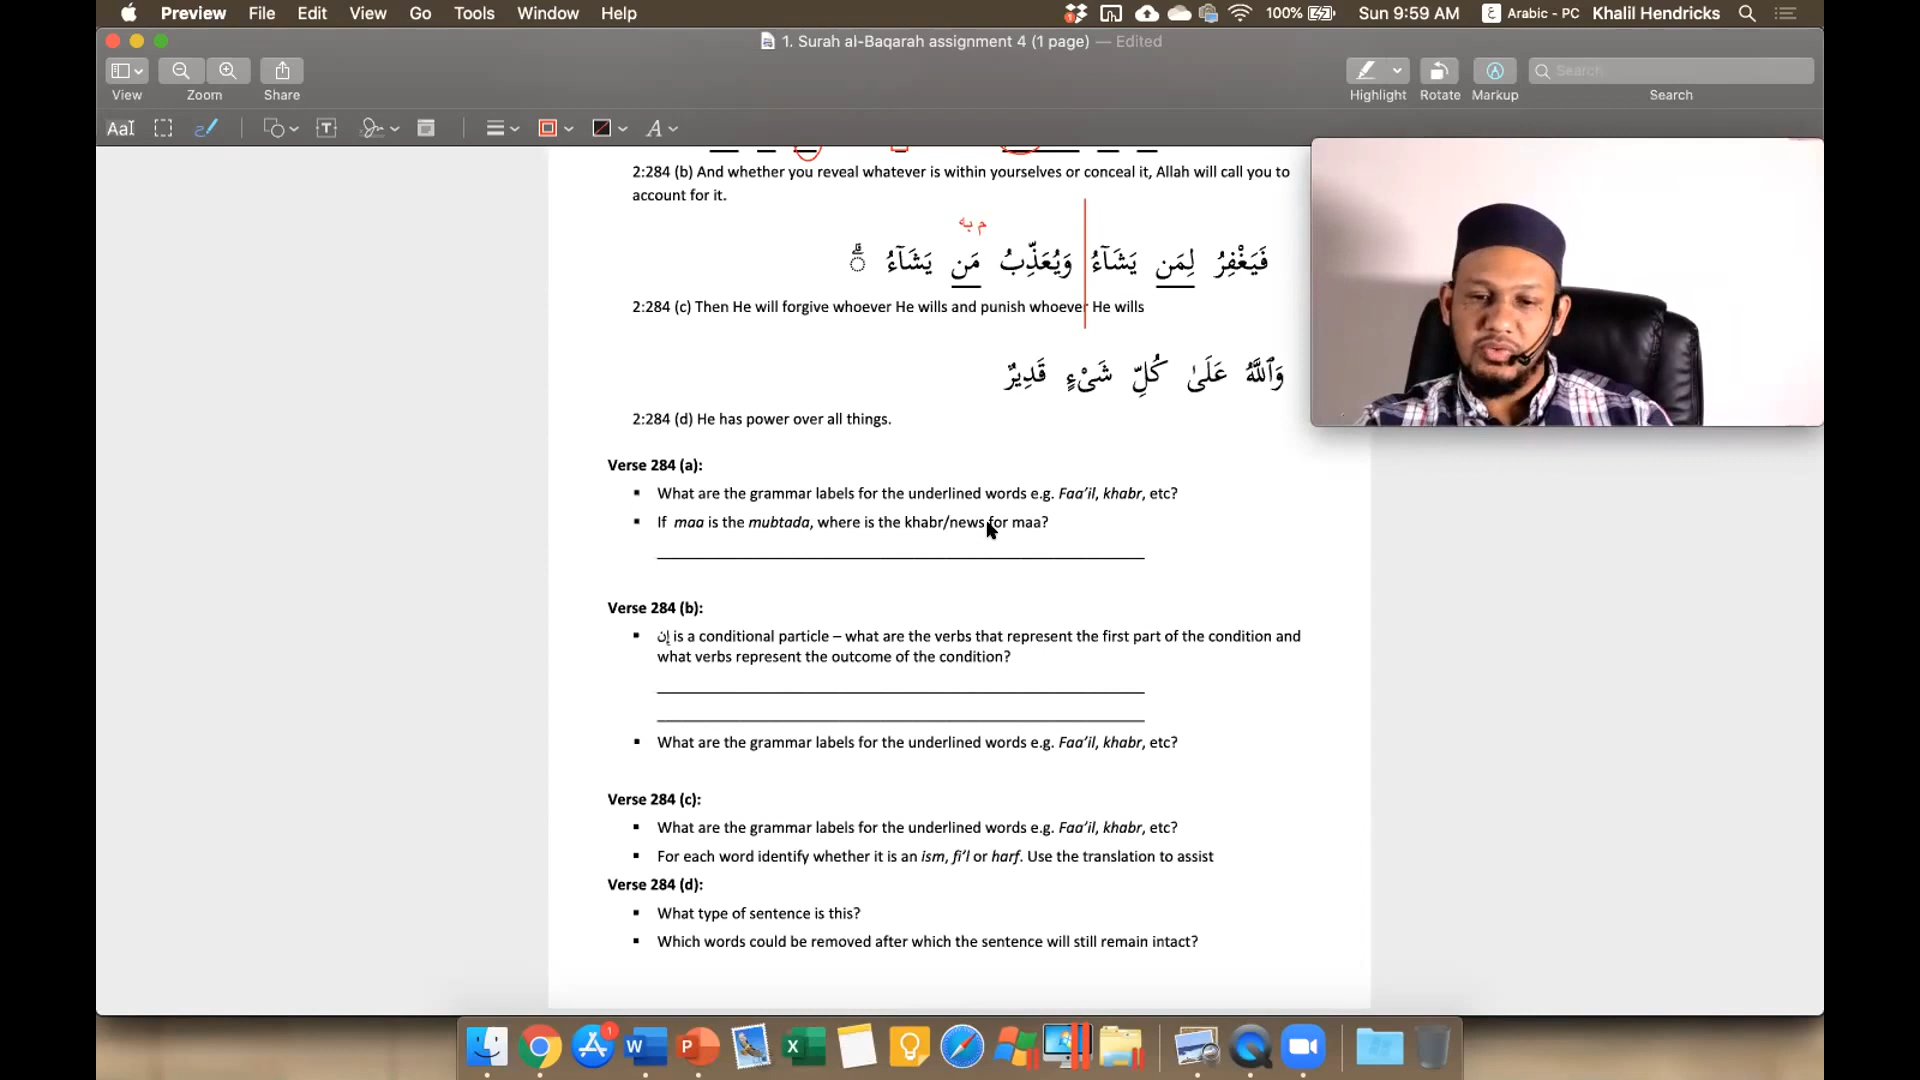 Preview File Edit View Go Tools Window Help 100% Sun 9:59 AM Arabic - PC Khalil Hendricks
1. Surah al-Baqarah assignment 4 (1 page) — Edited
Search
View Zoom Share Highlight Rotate Markup Search
AaI T A
2:284 (b) And whether you reveal whatever is within yourselves or conceal it, Allah will call you to
account for it.
م به
فَيَغْفِرُ لِمَن يَشَآءُ وَيُعَذِّبُ مَن يَشَآءُ ۗ
2:284 (c) Then He will forgive whoever He wills and punish whoever He wills
وَٱللَّهُ عَلَىٰ كُلِّ شَىْءٍ قَدِيرٌ
2:284 (d) He has power over all things.
Verse 284 (a):
▪ What are the grammar labels for the underlined words e.g. Faa’il, khabr, etc?
▪ If maa is the mubtada, where is the khabr/news for maa?
Verse 284 (b):
▪ إن is a conditional particle – what are the verbs that represent the first part of the condition and
what verbs represent the outcome of the condition?
▪ What are the grammar labels for the underlined words e.g. Faa’il, khabr, etc?
Verse 284 (c):
▪ What are the grammar labels for the underlined words e.g. Faa’il, khabr, etc?
▪ For each word identify whether it is an ism, fi’l or harf. Use the translation to assist
Verse 284 (d):
▪ What type of sentence is this?
▪ Which words could be removed after which the sentence will still remain intact?